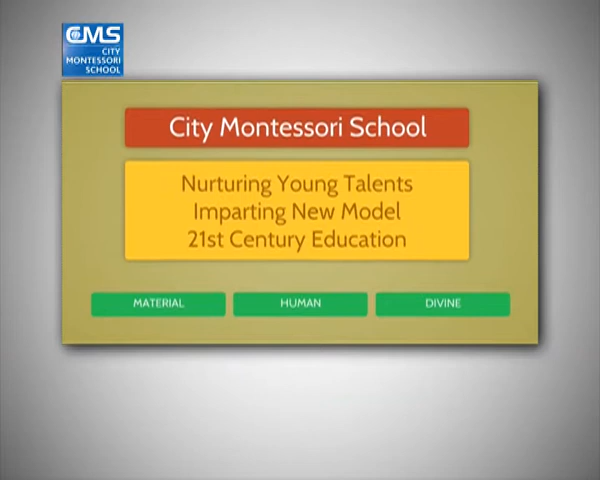 CMS
CITY
MONTESSORI
SCHOOL
City Montessori School
Nurturing Young Talents
Imparting New Model
21st Century Education
MATERIAL
HUMAN
DIVINE